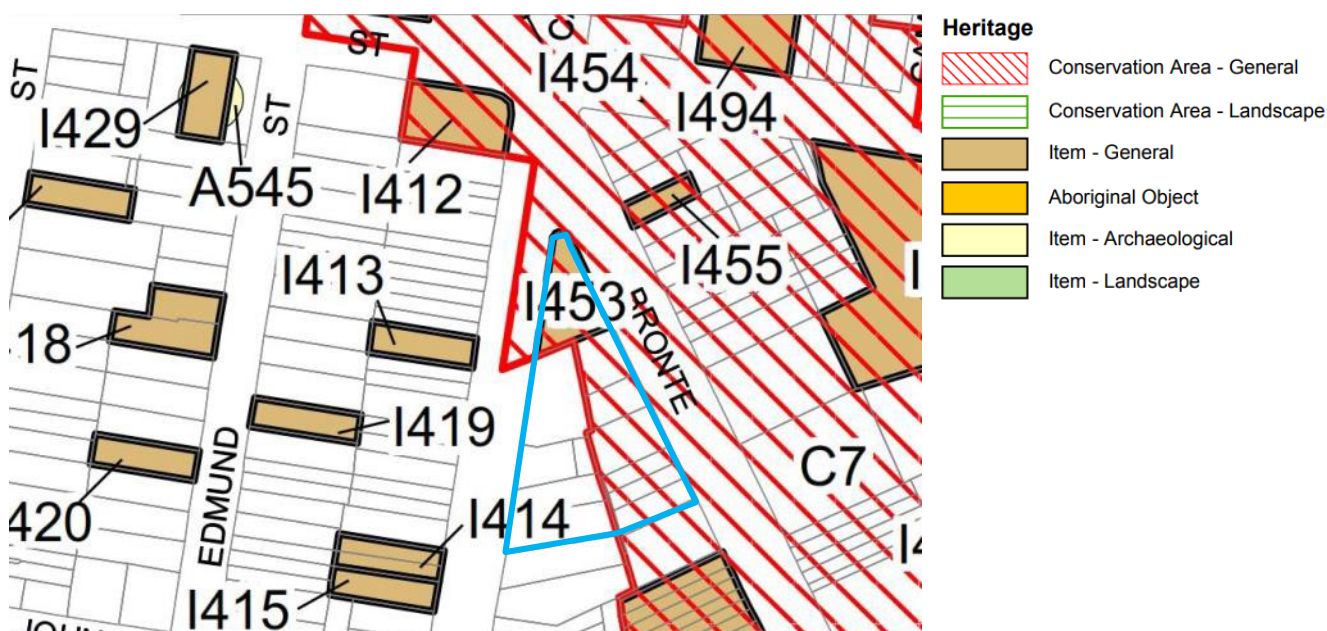 ST
ST
ST
I454
I494
I429
A545
I412
I455
I413
I453
BRONTE
18
I419
C7
420
EDMUND
I414
I415
Heritage
Conservation Area - General
Conservation Area - Landscape
Item - General
Aboriginal Object
Item - Archaeological
Item - Landscape